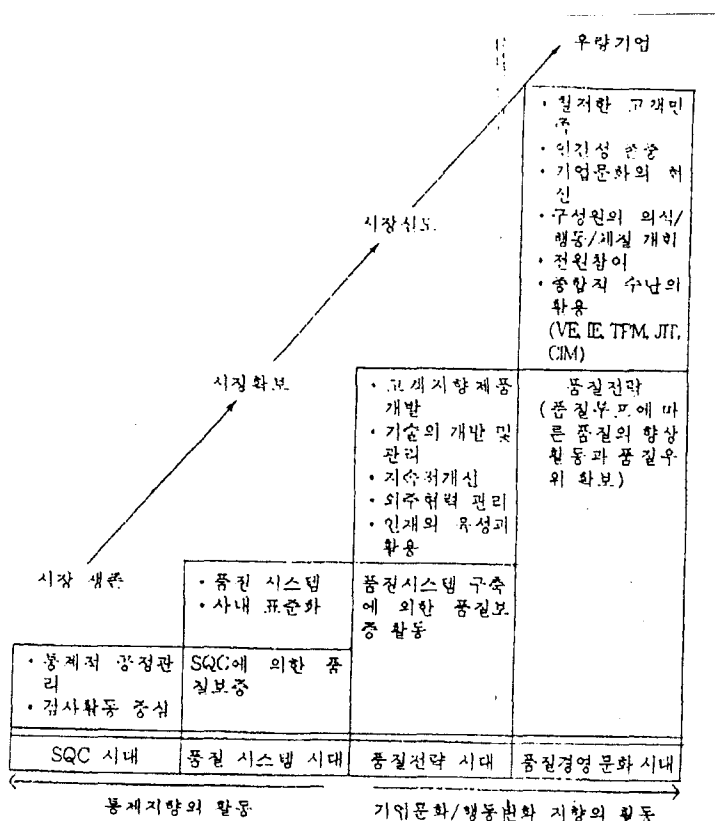 우량기업
• 철저한 고객만
족
• 인간성 존중
• 기업문화의 혁
신
• 구성원의 의식/
행동/체질 개혁
• 전원참여
• 종합적 수단의
활용
(VE, IE, TPM, JIT,
CIM)
시장선도
시장확보
• 고객지향제품
개발
• 기술의 개발 및
관리
• 지속적개선
• 외주협력 관리
• 인재의 육성과
활용
품질전략
(품질목표에 따
른 품질의 향상
활동과 품질우
위 확보)
시장 생존
• 품질 시스템
• 사내 표준화
품질시스템 구축
에 의한 품질보
증 활동
• 통제적 공정관
리
• 검사활동 중심
SQC에 의한 품
질보증
SQC 시대
품질 시스템 시대
품질전략 시대
품질경영 문화 시대
통제지향의 활동
기업문화/행동변화 지향의 활동